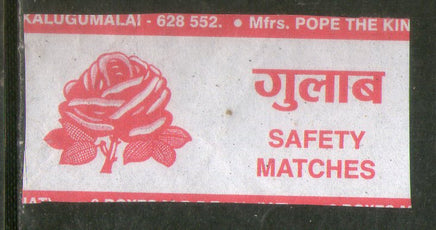 KALUGUMALAI - 628 552. ● Mfrs. POPE THE KIN
गुलाब
SAFETY
MATCHES